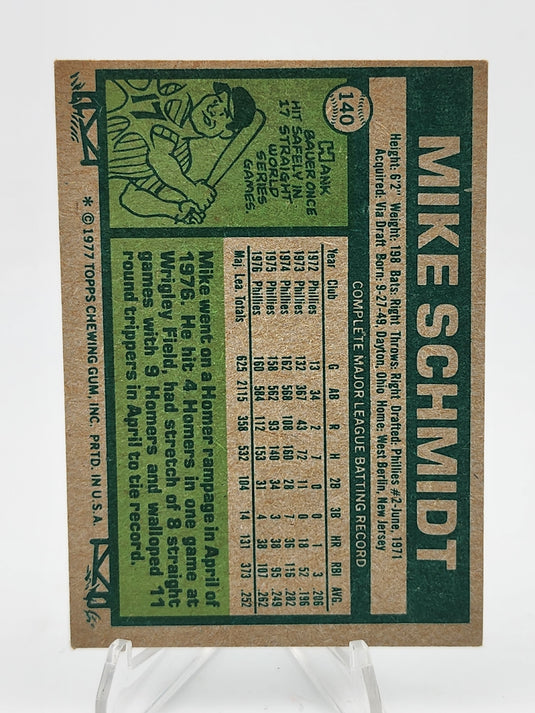 140
MIKE SCHMIDT
Height: 6'2" Weight: 198 Bats: Right Throws: Right Drafted: Phillies #2-June, 1971
Acquired: Via Draft Born: 9-27-49, Dayton, Ohio Home: West Berlin, New Jersey
COMPLETE MAJOR LEAGUE BATTING RECORD
Year Club G AB R H 2B 3B HR RBI AVG.
1972 Phillies 13 34 2 7 0 0 1 3 .206
1973 Phillies 132 367 43 72 11 0 18 52 .196
1974 Phillies 162 568 108 160 28 7 36 116 .282
1975 Phillies 158 562 93 140 34 3 38 95 .249
1976 Phillies 160 584 112 153 31 4 38 107 .262
Maj. Lea. Totals 625 2115 358 532 104 14 131 373 .252
HANK
BAUER ONCE
HIT SAFELY IN
17 STRAIGHT
WORLD
SERIES
GAMES.
17
Mike went on a Homer rampage in April of
1976. He hit 4 Homers in one game at
Wrigley Field, had stretch of 8 straight
games with 9 Homers and walloped 11
round trippers in April to tie record.
* © 1977 TOPPS CHEWING GUM, INC. PRTD. IN U.S.A.